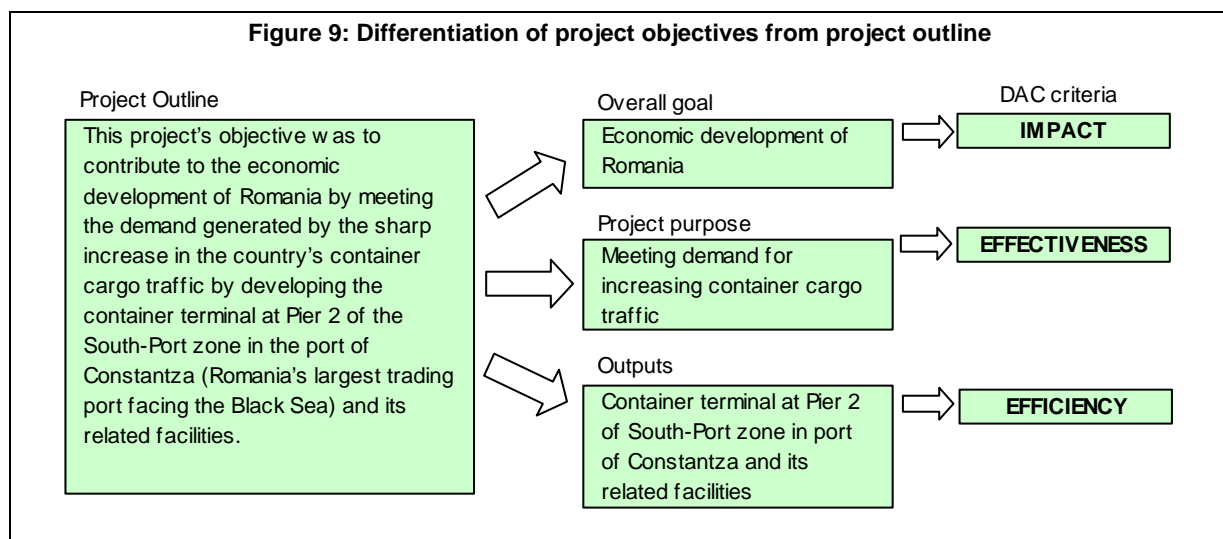 Figure 9: Differentiation of project objectives from project outline
Project Outline
This project's objective was to
contribute to the economic
development of Romania by meeting
the demand generated by the sharp
increase in the country's container
cargo traffic by developing the
container terminal at Pier 2 of the
South-Port zone in the port of
Constantza (Romania's largest trading
port facing the Black Sea) and its
related facilities.
Overall goal
Economic development of
Romania
Project purpose
Meeting demand for
increasing container cargo
traffic
Outputs
Container terminal at Pier 2
of South-Port zone in port
of Constantza and its
related facilities
DAC criteria
IMPACT
EFFECTIVENESS
EFFICIENCY